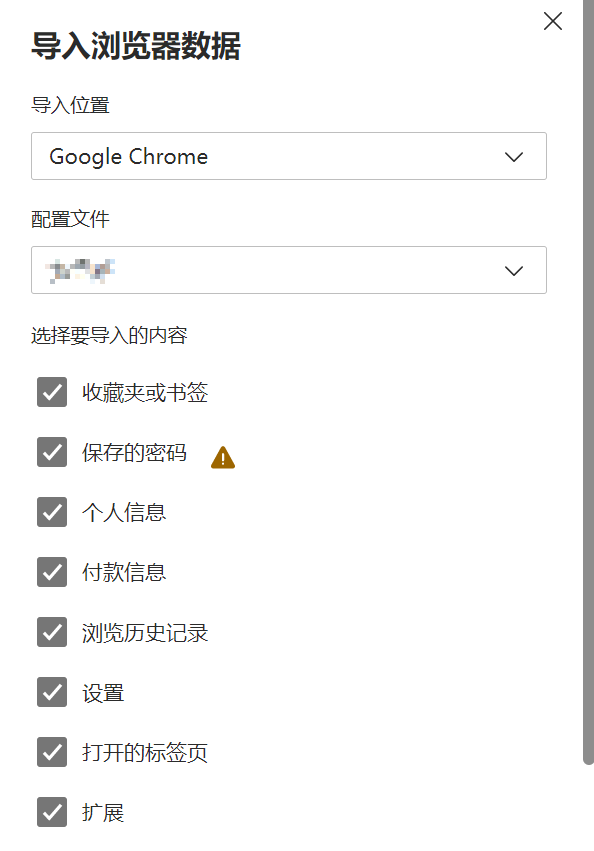 导入浏览器数据
导入位置
Google Chrome
配置文件
选择要导入的内容
收藏夹或书签
保存的密码
个人信息
付款信息
浏览历史记录
设置
打开的标签页
扩展